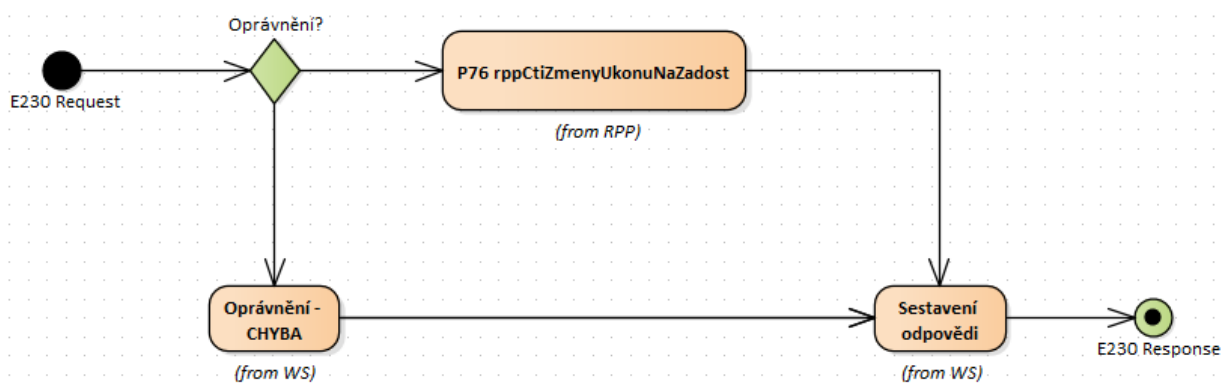 Oprávnění?
P76 rppCtiZmenyUkonuNaZadost
E230 Request
(from RPP)
Oprávnění -
CHYBA
(from WS)
Sestavení
odpovědi
(from WS)
E230 Response